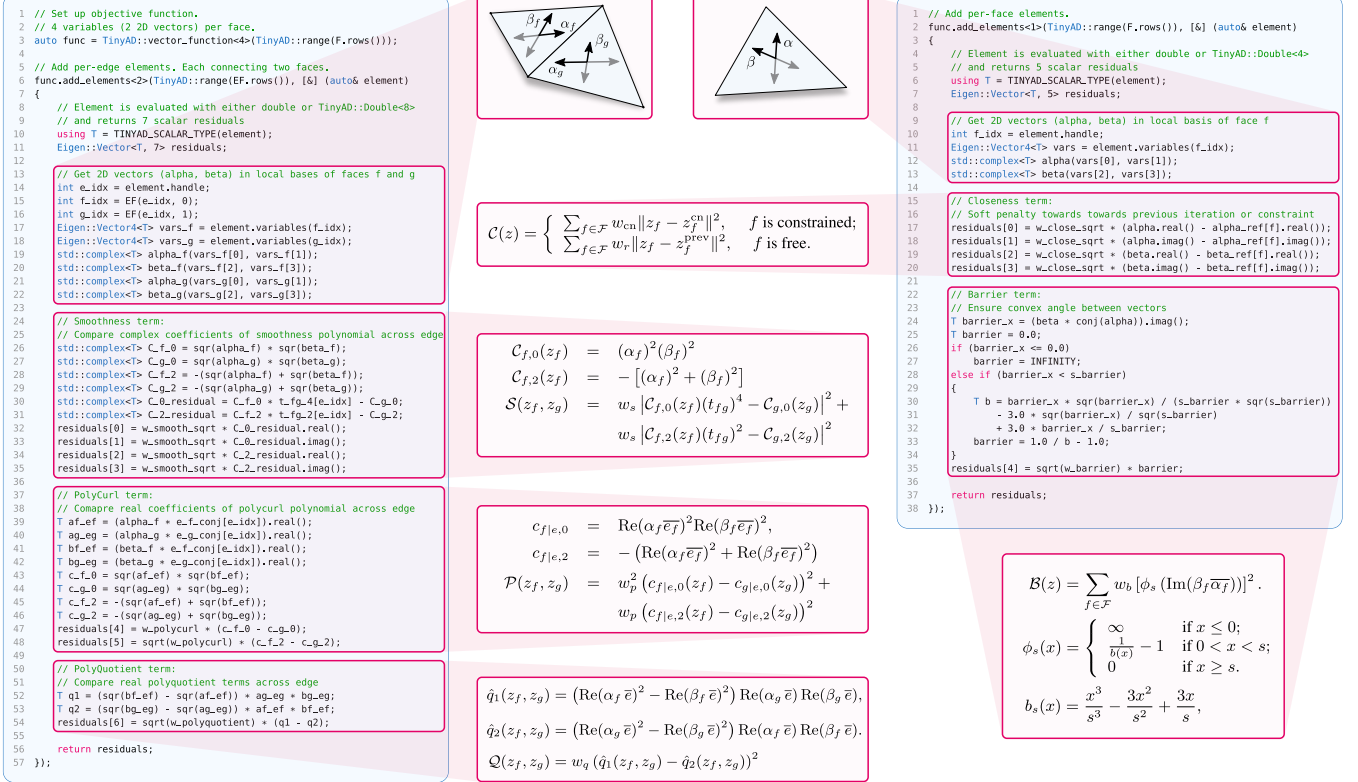 1 // Set up objective function.
2 // 4 variables (2 2D vectors) per face.
3 auto func = TinyAD::vector_function<4>(TinyAD::range(F.rows()));
4
5 // Add per-edge elements. Each connecting two faces.
6 func.add_elements<2>(TinyAD::range(EF.rows()), [&] (auto& element)
7 {
8 // Element is evaluated with either double or TinyAD::Double<8>
9 // and returns 7 scalar residuals
10 using T = TINYAD_SCALAR_TYPE(element);
11 Eigen::Vector<T, 7> residuals;
12
13 // Get 2D vectors (alpha, beta) in local bases of faces f and g
14 int e_idx = element.handle;
15 int f_idx = EF(e_idx, 0);
16 int g_idx = EF(e_idx, 1);
17 Eigen::Vector4<T> vars_f = element.variables(f_idx);
18 Eigen::Vector4<T> vars_g = element.variables(g_idx);
19 std::complex<T> alpha_f(vars_f[0], vars_f[1]);
20 std::complex<T> beta_f(vars_f[2], vars_f[3]);
21 std::complex<T> alpha_g(vars_g[0], vars_g[1]);
22 std::complex<T> beta_g(vars_g[2], vars_g[3]);
23
24 // Smoothness term:
25 // Compare complex coefficients of smoothness polynomial across edge
26 std::complex<T> C_f_0 = sqr(alpha_f) * sqr(beta_f);
27 std::complex<T> C_g_0 = sqr(alpha_g) * sqr(beta_g);
28 std::complex<T> C_f_2 = -(sqr(alpha_f) + sqr(beta_f));
29 std::complex<T> C_g_2 = -(sqr(alpha_g) + sqr(beta_g));
30 std::complex<T> C_0_residual = C_f_0 * t_fg_4[e_idx] - C_g_0;
31 std::complex<T> C_2_residual = C_f_2 * t_fg_2[e_idx] - C_g_2;
32 residuals[0] = w_smooth_sqrt * C_0_residual.real();
33 residuals[1] = w_smooth_sqrt * C_0_residual.imag();
34 residuals[2] = w_smooth_sqrt * C_2_residual.real();
35 residuals[3] = w_smooth_sqrt * C_2_residual.imag();
36
37 // PolyCurl term:
38 // Comapre real coefficients of polycurl polynomial across edge
39 T af_ef = (alpha_f * e_f_conj[e_idx]).real();
40 T ag_eg = (alpha_g * e_g_conj[e_idx]).real();
41 T bf_ef = (beta_f * e_f_conj[e_idx]).real();
42 T bg_eg = (beta_g * e_g_conj[e_idx]).real();
43 T c_f_0 = sqr(af_ef) * sqr(bf_ef);
44 T c_g_0 = sqr(ag_eg) * sqr(bg_eg);
45 T c_f_2 = -(sqr(af_ef) + sqr(bf_ef));
46 T c_g_2 = -(sqr(ag_eg) + sqr(bg_eg));
47 residuals[4] = w_polycurl * (c_f_0 - c_g_0);
48 residuals[5] = sqrt(w_polycurl) * (c_f_2 - c_g_2);
49
50 // PolyQuotient term:
51 // Compare real polyquotient terms across edge
52 T q1 = (sqr(bf_ef) - sqr(af_ef)) * ag_eg * bg_eg;
53 T q2 = (sqr(bg_eg) - sqr(ag_eg)) * af_ef * bf_ef;
54 residuals[6] = sqrt(w_polyquotient) * (q1 - q2);
55
56 return residuals;
57 });
β_f α_f β_g α_g
α β
C(z) = { ∑_{f∈F} w_cn‖z_f − z_f^cn‖², f is constrained;
∑_{f∈F} w_r‖z_f − z_f^prev‖², f is free.
C_{f,0}(z_f) = (α_f)²(β_f)²
C_{f,2}(z_f) = −[(α_f)² + (β_f)²]
S(z_f, z_g) = w_s |C_{f,0}(z_f)(t_{fg})⁴ − C_{g,0}(z_g)|² +
w_s |C_{f,2}(z_f)(t_{fg})² − C_{g,2}(z_g)|²
c_{f|e,0} = Re(α_f e̅_f)²Re(β_f e̅_f)²,
c_{f|e,2} = −(Re(α_f e̅_f)² + Re(β_f e̅_f)²)
P(z_f, z_g) = w_p² (c_{f|e,0}(z_f) − c_{g|e,0}(z_g))² +
w_p (c_{f|e,2}(z_f) − c_{g|e,2}(z_g))²
q̂₁(z_f, z_g) = (Re(α_f e̅)² − Re(β_f e̅)²) Re(α_g e̅) Re(β_g e̅),
q̂₂(z_f, z_g) = (Re(α_g e̅)² − Re(β_g e̅)²) Re(α_f e̅) Re(β_f e̅).
Q(z_f, z_g) = w_q (q̂₁(z_f, z_g) − q̂₂(z_f, z_g))²
1 // Add per-face elements.
2 func.add_elements<1>(TinyAD::range(F.rows()), [&] (auto& element)
3 {
4 // Element is evaluated with either double or TinyAD::Double<4>
5 // and returns 5 scalar residuals
6 using T = TINYAD_SCALAR_TYPE(element);
7 Eigen::Vector<T, 5> residuals;
8
9 // Get 2D vectors (alpha, beta) in local basis of face f
10 int f_idx = element.handle;
11 Eigen::Vector4<T> vars = element.variables(f_idx);
12 std::complex<T> alpha(vars[0], vars[1]);
13 std::complex<T> beta(vars[2], vars[3]);
14
15 // Closeness term:
16 // Soft penalty towards towards previous iteration or constraint
17 residuals[0] = w_close_sqrt * (alpha.real() - alpha_ref[f].real());
18 residuals[1] = w_close_sqrt * (alpha.imag() - alpha_ref[f].imag());
19 residuals[2] = w_close_sqrt * (beta.real() - beta_ref[f].real());
20 residuals[3] = w_close_sqrt * (beta.imag() - beta_ref[f].imag());
21
22 // Barrier term:
23 // Ensure convex angle between vectors
24 T barrier_x = (beta * conj(alpha)).imag();
25 T barrier = 0.0;
26 if (barrier_x <= 0.0)
27 barrier = INFINITY;
28 else if (barrier_x < s_barrier)
29 {
30 T b = barrier_x * sqr(barrier_x) / (s_barrier * sqr(s_barrier))
31 - 3.0 * sqr(barrier_x) / sqr(s_barrier)
32 + 3.0 * barrier_x / s_barrier;
33 barrier = 1.0 / b - 1.0;
34 }
35 residuals[4] = sqrt(w_barrier) * barrier;
36
37 return residuals;
38 });
B(z) = ∑_{f∈F} w_b [ϕ_s (Im(β_f α̅_f))]².
ϕ_s(x) = { ∞ if x ≤ 0;
1/b(x) − 1 if 0 < x < s;
0 if x ≥ s.
b_s(x) = x³/s³ − 3x²/s² + 3x/s,